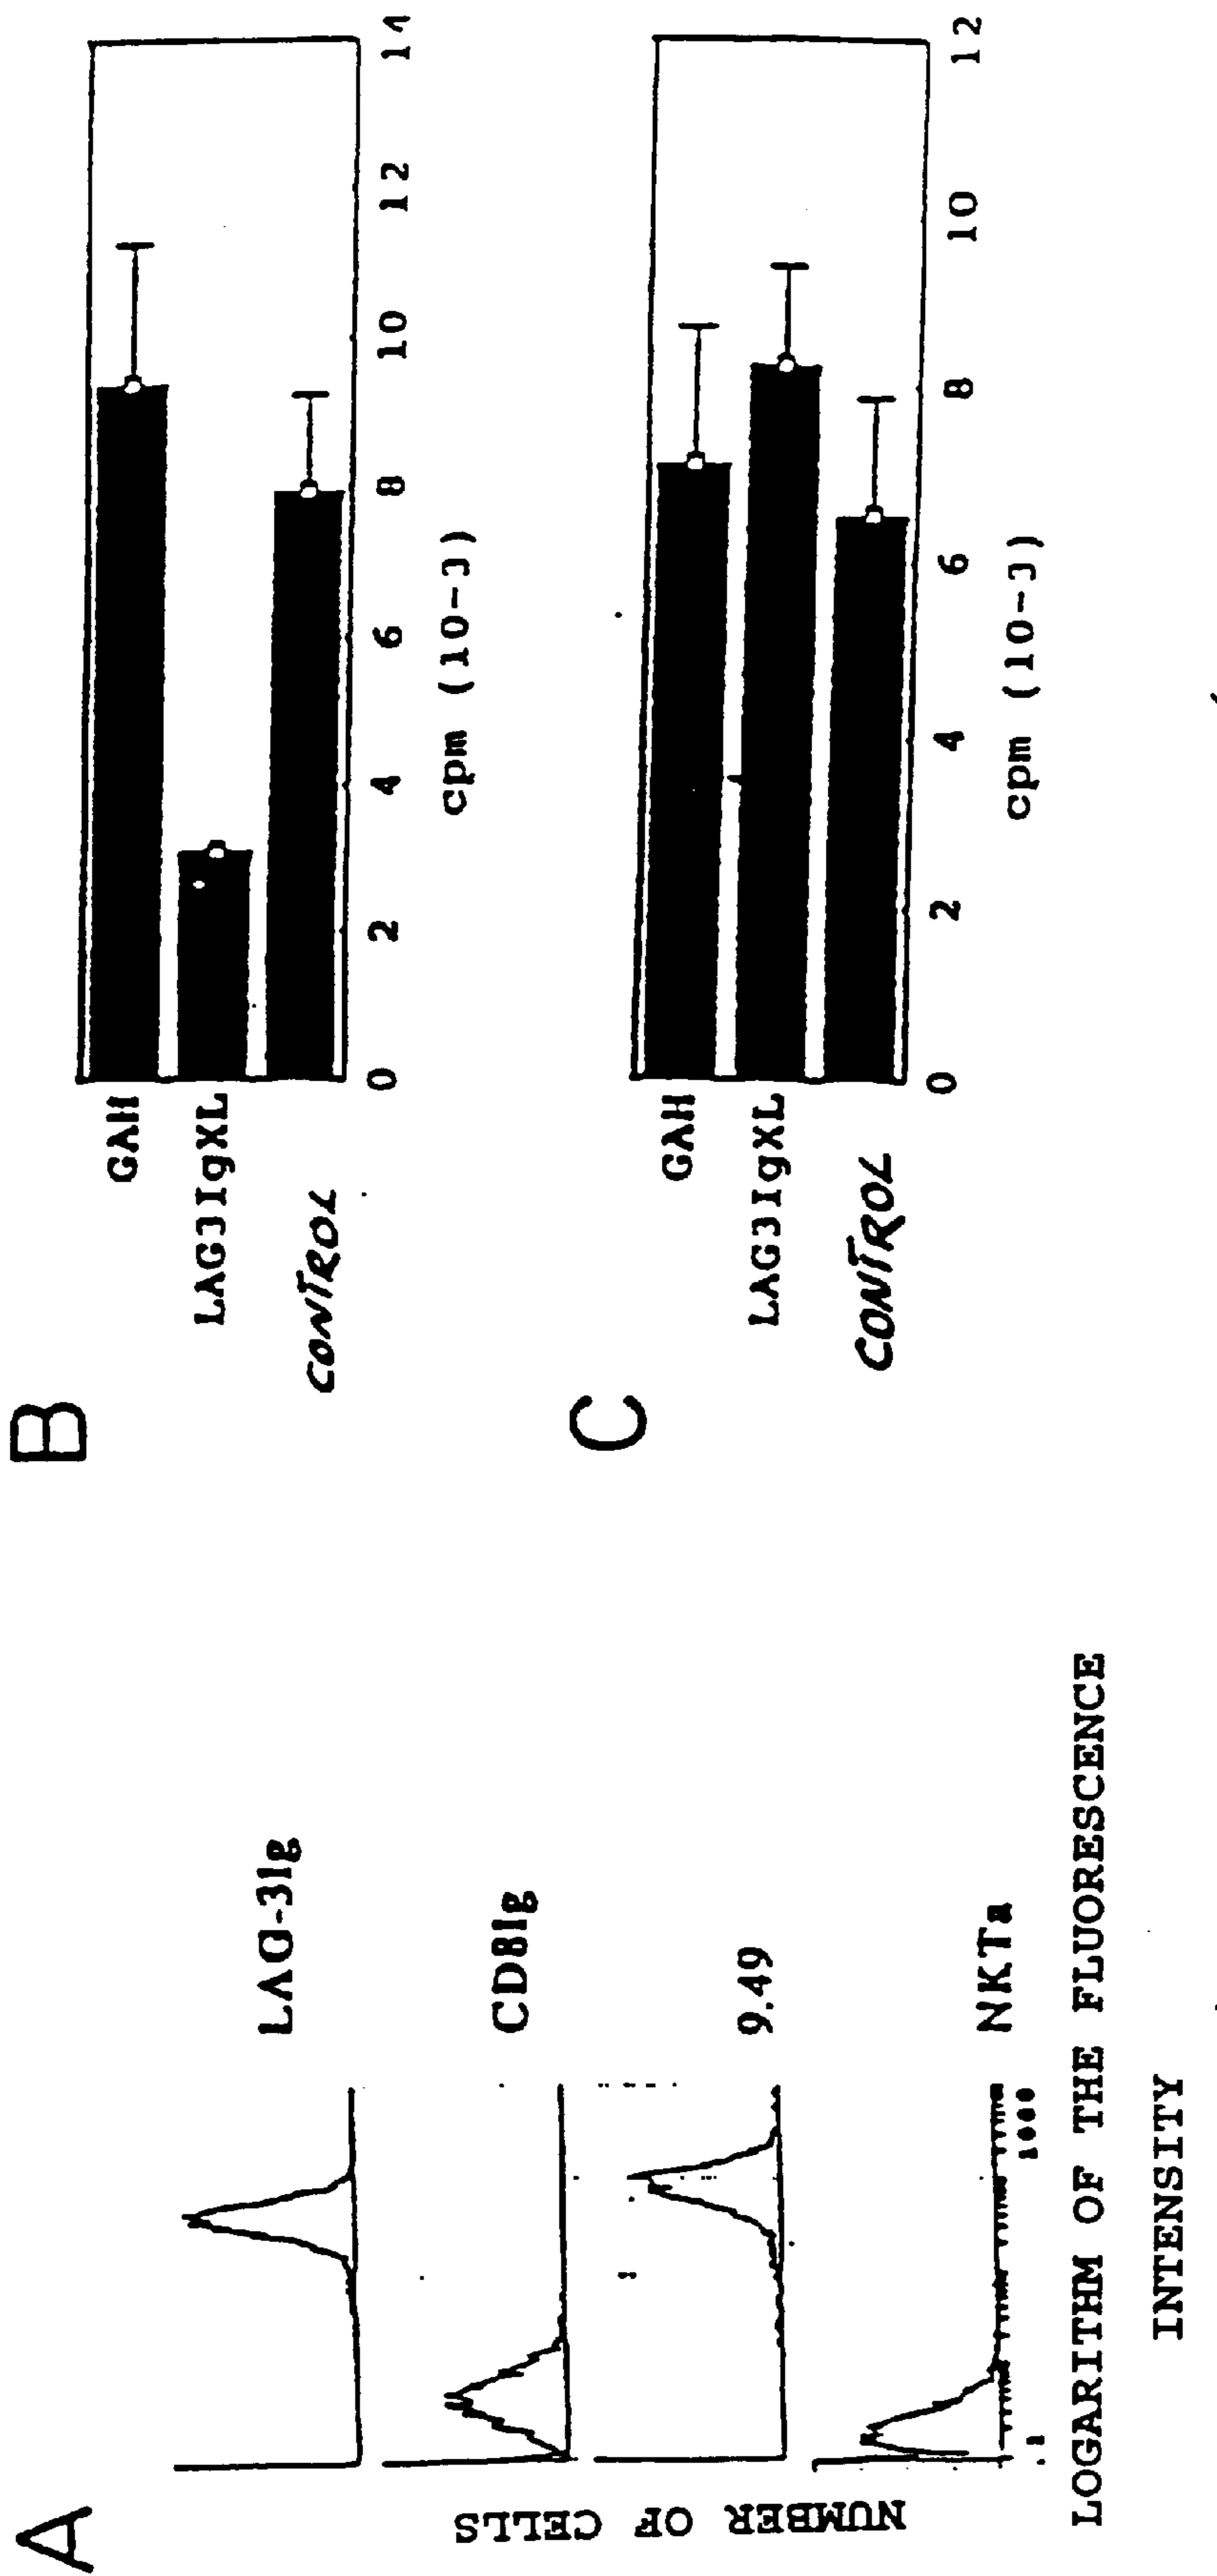 A
NUMBER OF CELLS
LAG-3Ig
CD8Ig
9.49
NKTa
.1
1000
LOGARITHM OF THE FLUORESCENCE
INTENSITY
B
GAH
LAG3IgXL
CONTROL
0 2 4 6 8 10 12 14
cpm (10-3)
C
GAH
LAG3IgXL
CONTROL
0 2 4 6 8 10 12
cpm (10-3)